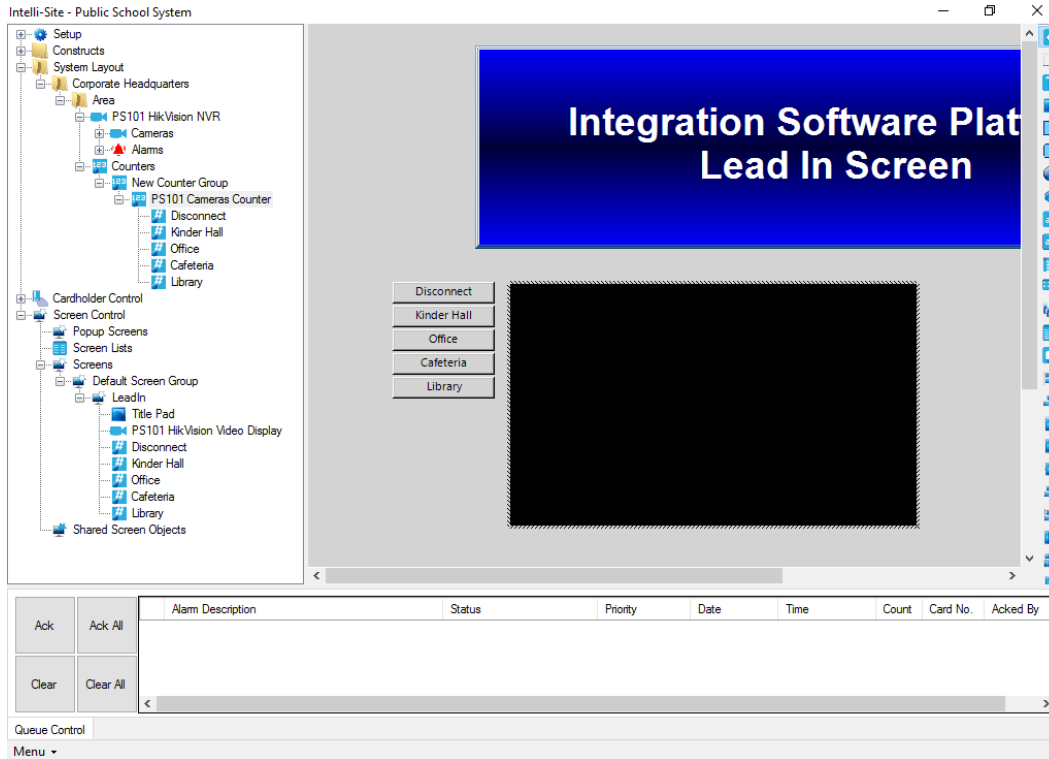 Intelli-Site - Public School System
Setup
Constructs
System Layout
Corporate Headquarters
Area
PS101 HikVision NVR
Cameras
Alarms
Counters
New Counter Group
PS101 Cameras Counter
Disconnect
Kinder Hall
Office
Cafeteria
Library
Cardholder Control
Screen Control
Popup Screens
Screen Lists
Screens
Default Screen Group
LeadIn
Title Pad
PS101 HikVision Video Display
Disconnect
Kinder Hall
Office
Cafeteria
Library
Shared Screen Objects
Integration Software Plat
Lead In Screen
Disconnect
Kinder Hall
Office
Cafeteria
Library
Ack
Ack All
Clear
Clear All
Alarm Description Status Priority Date Time Count Card No. Acked By
Queue Control
Menu